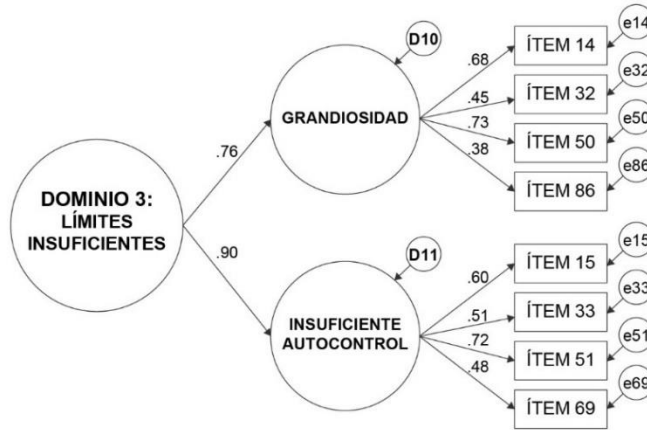 D10
e14
.68
ÍTEM 14
e32
.45
ÍTEM 32
GRANDIOSIDAD
e50
.73
ÍTEM 50
.76
e86
.38
ÍTEM 86
DOMINIO 3:
LÍMITES
INSUFICIENTES
.90
D11
e15
.60
ÍTEM 15
e33
.51
ÍTEM 33
INSUFICIENTE
AUTOCONTROL
e51
.72
ÍTEM 51
e69
.48
ÍTEM 69